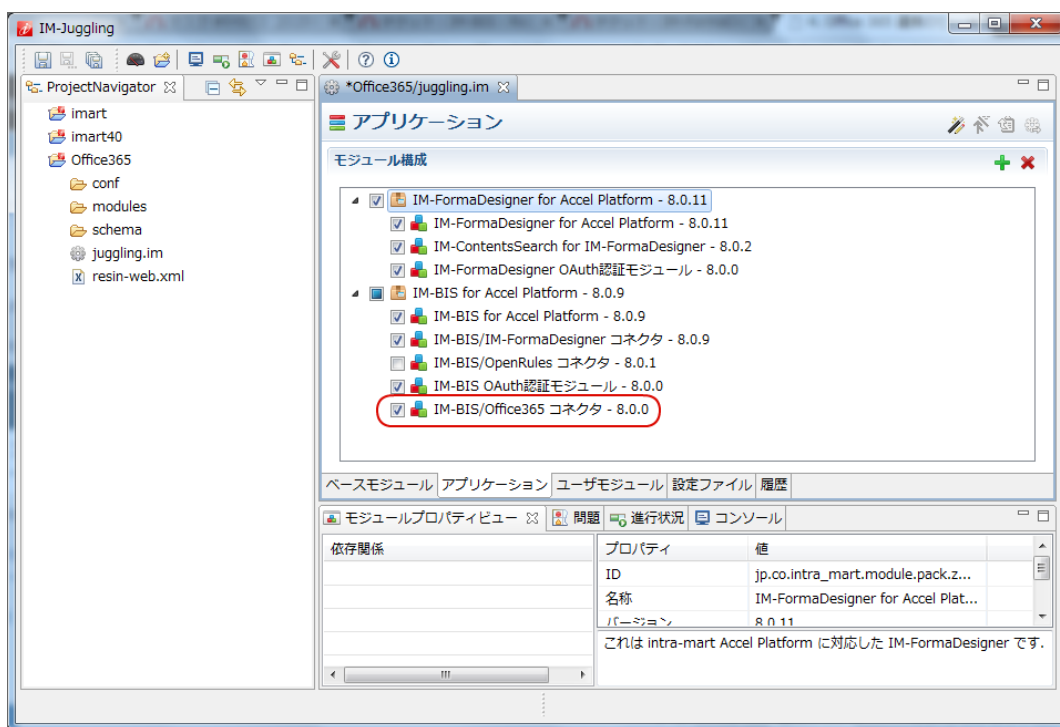 IM-Juggling
ProjectNavigator
imart
imart40
Office365
conf
modules
schema
juggling.im
resin-web.xml
*Office365/juggling.im
アプリケーション
モジュール構成
IM-FormaDesigner for Accel Platform - 8.0.11
IM-FormaDesigner for Accel Platform - 8.0.11
IM-ContentsSearch for IM-FormaDesigner - 8.0.2
IM-FormaDesigner OAuth認証モジュール - 8.0.0
IM-BIS for Accel Platform - 8.0.9
IM-BIS for Accel Platform - 8.0.9
IM-BIS/IM-FormaDesigner コネクタ - 8.0.9
IM-BIS/OpenRules コネクタ - 8.0.1
IM-BIS OAuth認証モジュール - 8.0.0
IM-BIS/Office365 コネクタ - 8.0.0
ベースモジュール アプリケーション ユーザモジュール 設定ファイル 履歴
モジュールプロパティビュー 問題 進行状況 コンソール
依存関係
プロパティ 値
ID jp.co.intra_mart.module.pack.z...
名称 IM-FormaDesigner for Accel Plat...
バージョン 8.0.11
これは intra-mart Accel Platform に対応した IM-FormaDesigner です.